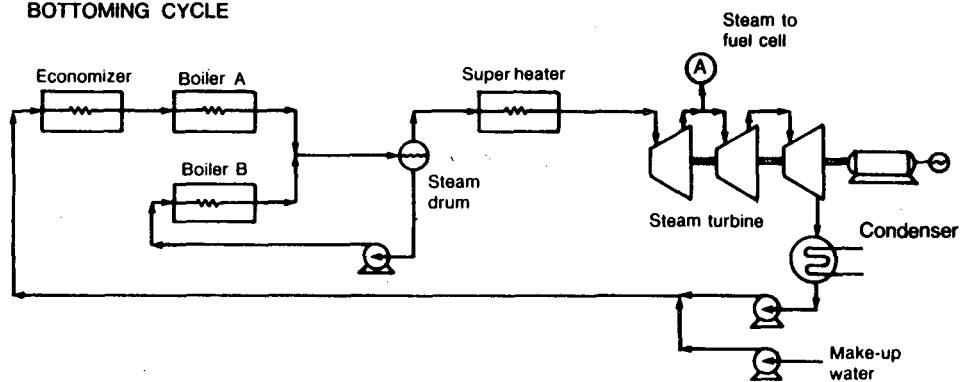 BOTTOMING CYCLE
Steam to
fuel cell
A
Economizer
Boiler A
Super heater
Boiler B
Steam
drum
Steam turbine
Condenser
Make-up
water